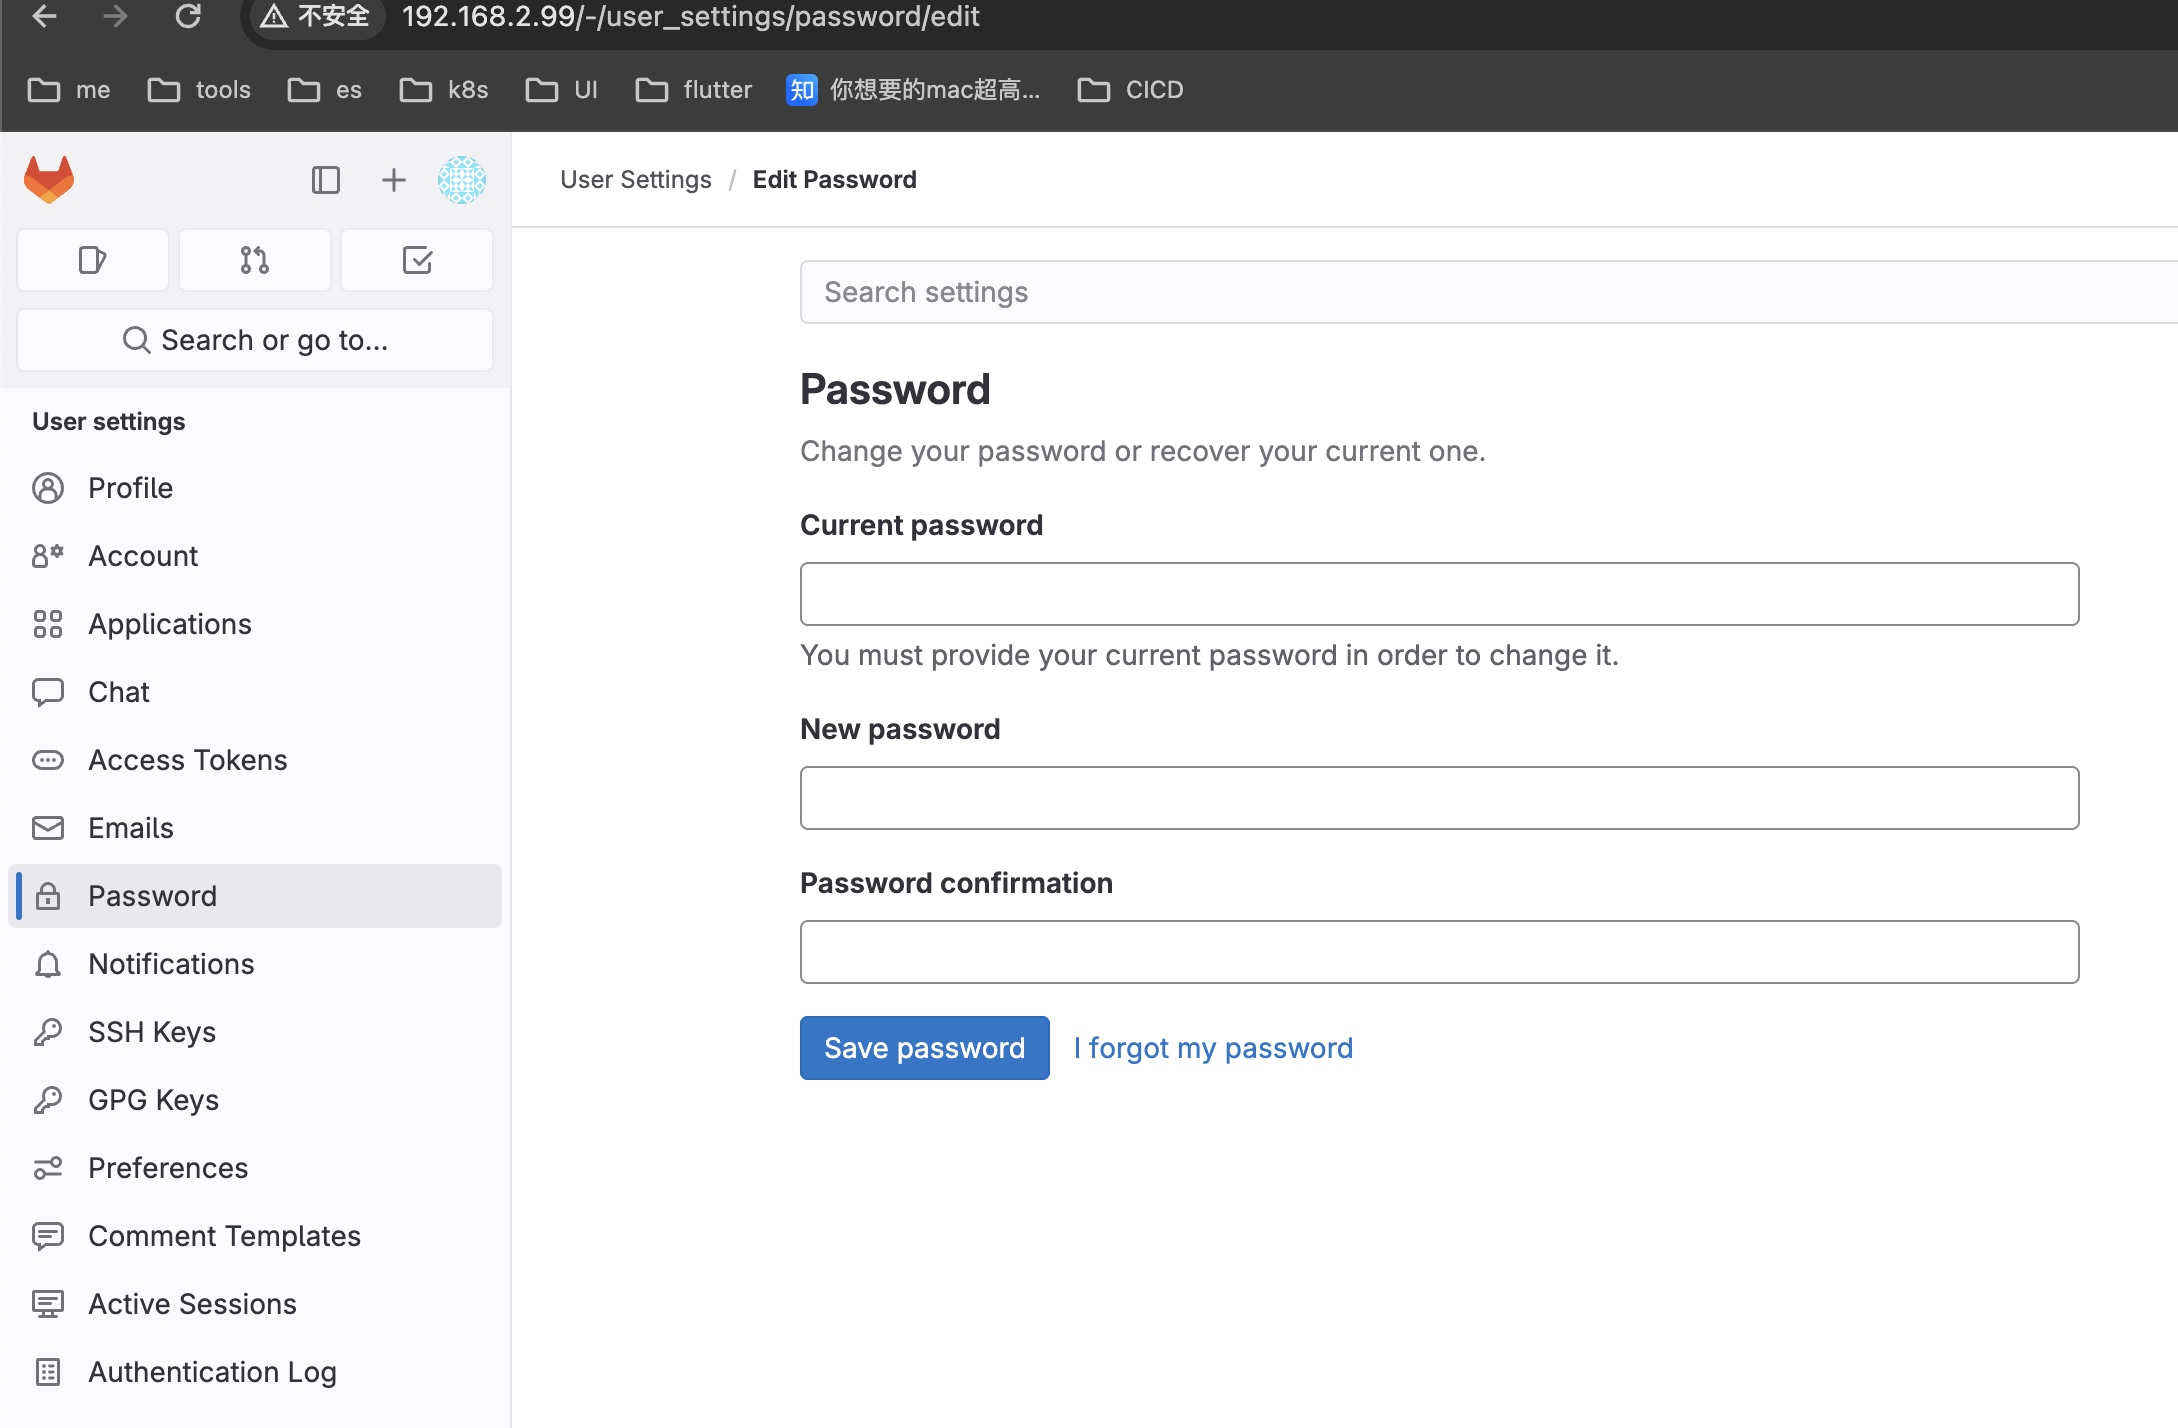 不安全 192.168.2.99/-/user_settings/password/edit
me tools es k8s UI flutter 知 你想要的mac超高... CICD
User Settings / Edit Password
Search or go to...
User settings
Profile
Account
Applications
Chat
Access Tokens
Emails
Password
Notifications
SSH Keys
GPG Keys
Preferences
Comment Templates
Active Sessions
Authentication Log
Search settings
Password
Change your password or recover your current one.
Current password
You must provide your current password in order to change it.
New password
Password confirmation
Save password I forgot my password